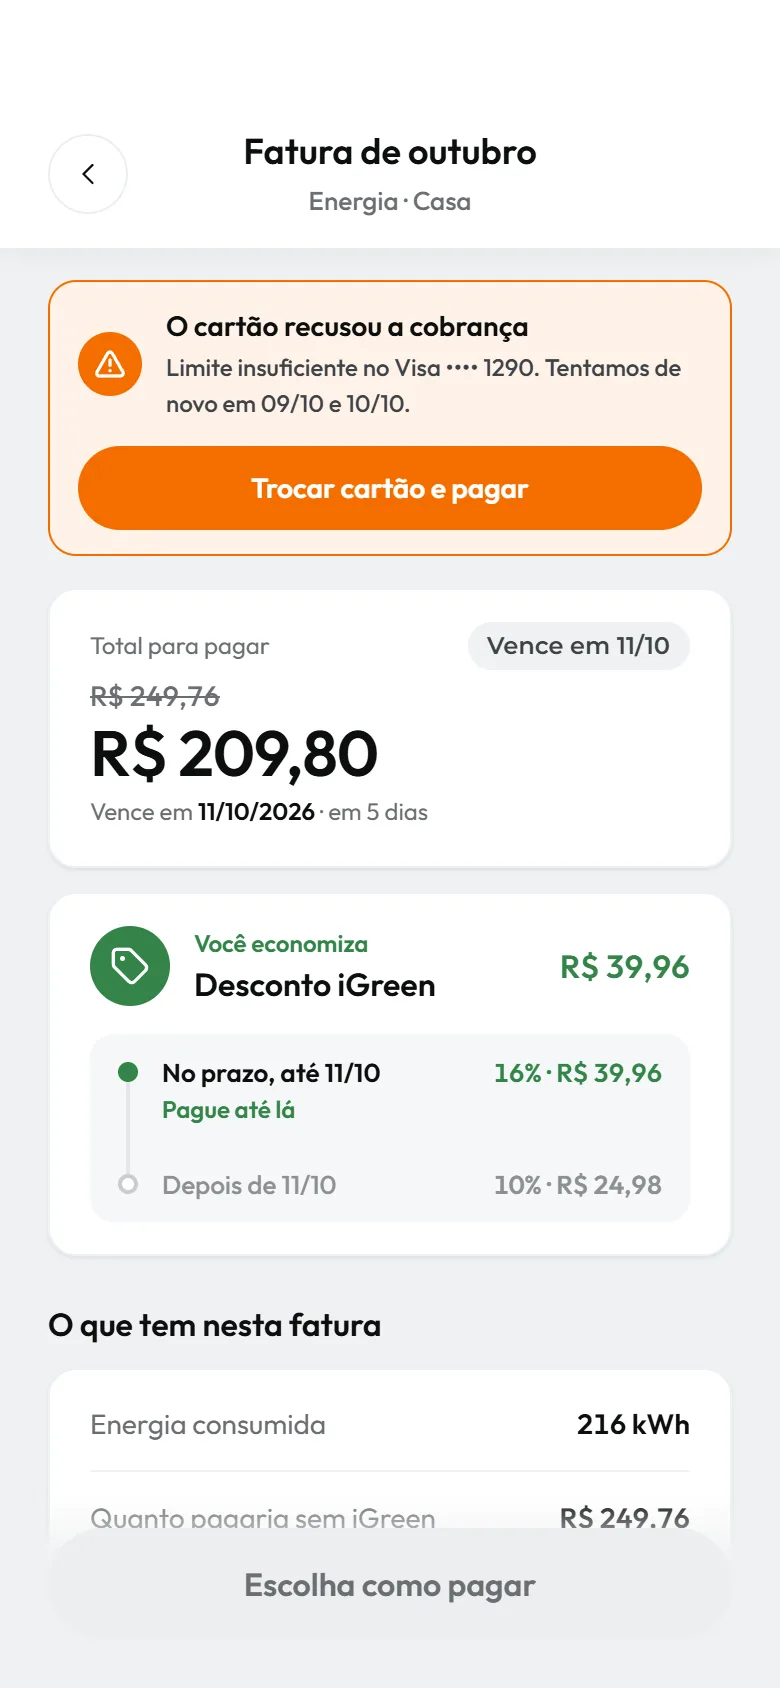 Fatura de outubro
Energia · Casa
O cartão recusou a cobrança
Limite insuficiente no Visa •••• 1290. Tentamos de
novo em 09/10 e 10/10.
Trocar cartão e pagar
Total para pagar
Vence em 11/10
R$ 249,76
R$ 209,80
Vence em 11/10/2026 · em 5 dias
Você economiza
Desconto iGreen
R$ 39,96
No prazo, até 11/10
16% · R$ 39,96
Pague até lá
Depois de 11/10
10% · R$ 24,98
O que tem nesta fatura
Energia consumida
216 kWh
Quanto pagaria sem iGreen
R$ 249,76
Escolha como pagar